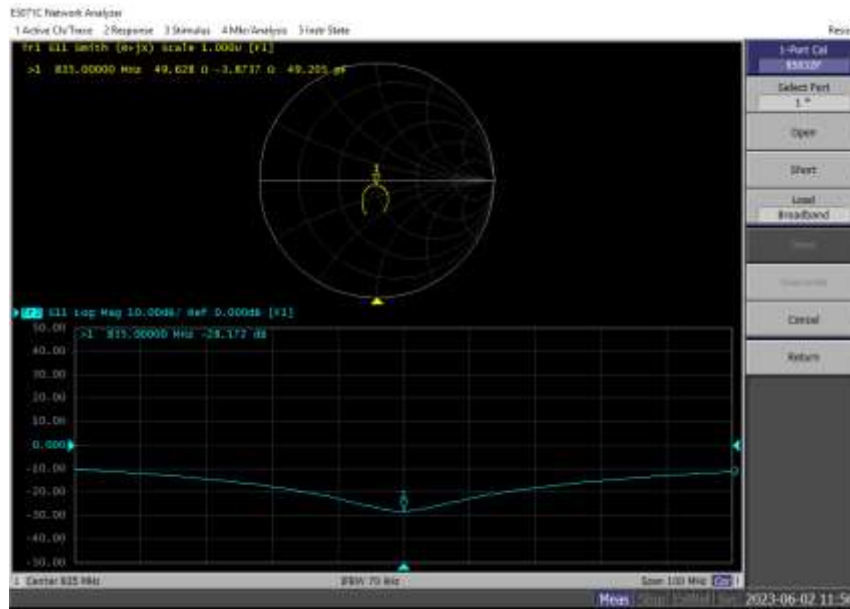 E5071C Network Analyzer
1 Active Ch/Trace 2 Response 3 Stimulus 4 Mkr/Analysis 5 Instr State
Tr1 S11 Smith (R+jX) Scale 1.000U [F1]
>1 835.00000 MHz 49.628 Ω -3.8737 Ω 49.205 pF
1
Tr2 S11 Log Mag 10.00dB/ Ref 0.000dB [F1]
50.00
>1 835.00000 MHz -28.172 dB
40.00
30.00
20.00
10.00
0.000
-10.00
-20.00
-30.00
-40.00
-50.00
1
1 Center 835 MHz IFBW 70 kHz Span 100 MHz Cor
1-Port Cal
85032F
Select Port
1
Open
Short
Load
Broadband
Cancel
Return
Meas 2023-06-02 11:50